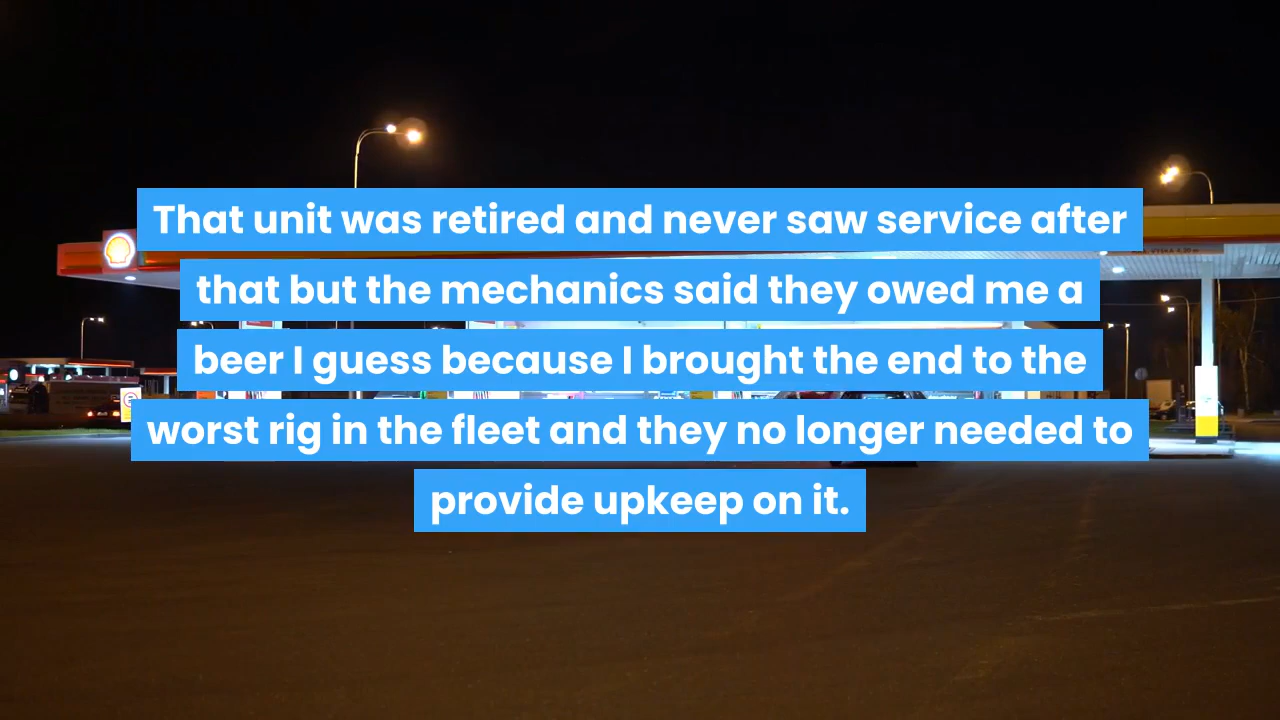 That unit was retired and never saw service after
that but the mechanics said they owed me a
beer I guess because I brought the end to the
worst rig in the fleet and they no longer needed to
provide upkeep on it.